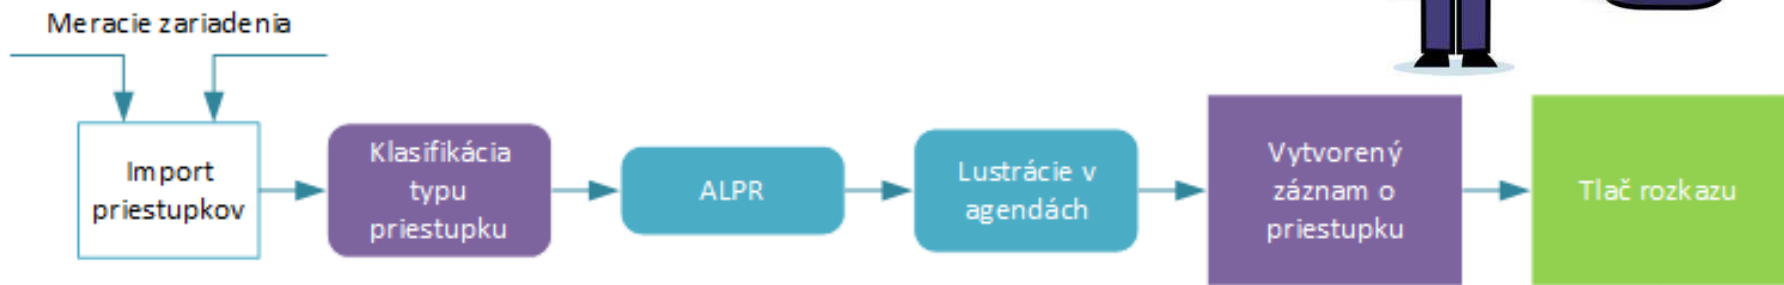 Meracie zariadenia
Import
priestupkov
Klasifikácia
typu
priestupku
ALPR
Lustrácie v
agendách
Vytvorený
záznam o
priestupku
Tlač rozkazu